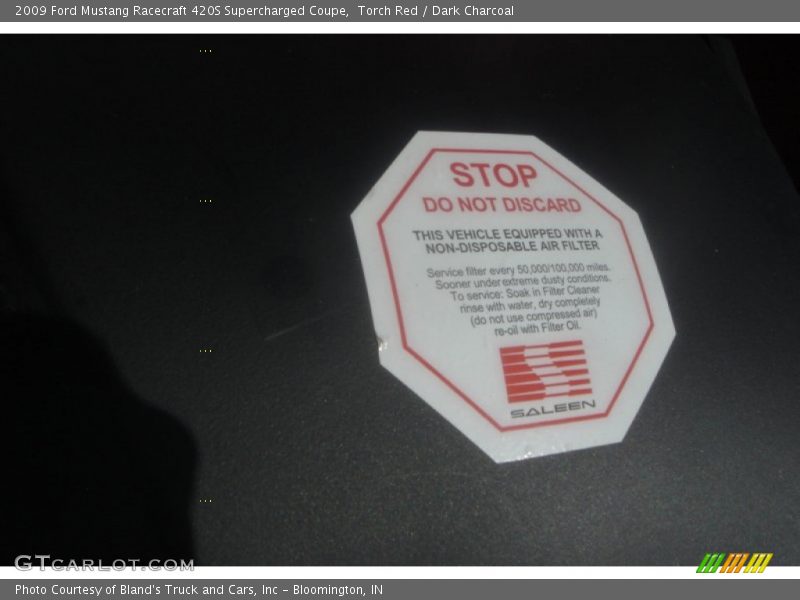 2009 Ford Mustang Racecraft 420S Supercharged Coupe,  Torch Red / Dark Charcoal
STOP
DO NOT DISCARD
THIS VEHICLE EQUIPPED WITH A
NON-DISPOSABLE AIR FILTER
Service filter every 50,000/100,000 miles.
Sooner under extreme dusty conditions.
To service: Soak in Filter Cleaner
rinse with water, dry completely
(do not use compressed air)
re-oil with Filter Oil.
SALEEN
GTcarlot.com
Photo Courtesy of Bland's Truck and Cars, Inc - Bloomington, IN